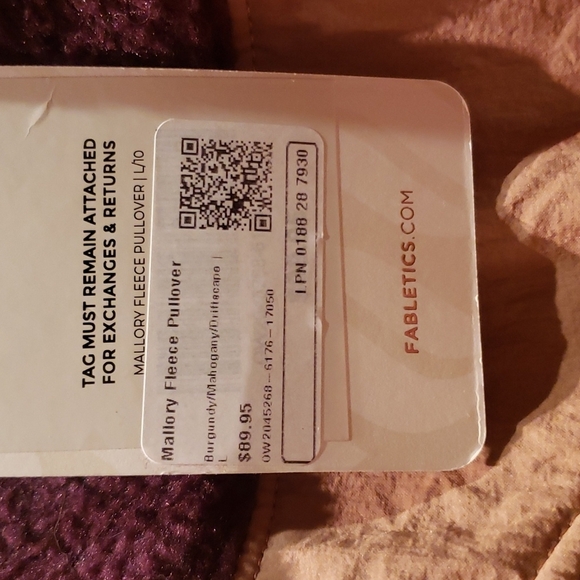 TAG MUST REMAIN ATTACHED
FOR EXCHANGES & RETURNS
MALLORY FLEECE PULLOVER | L/10
Mallory Fleece Pullover
Burgundy/Mahogany/Driftscape |
L
$89.95
OW2045268-6176-17050
LPN 0188 28 7930
FABLETICS.COM